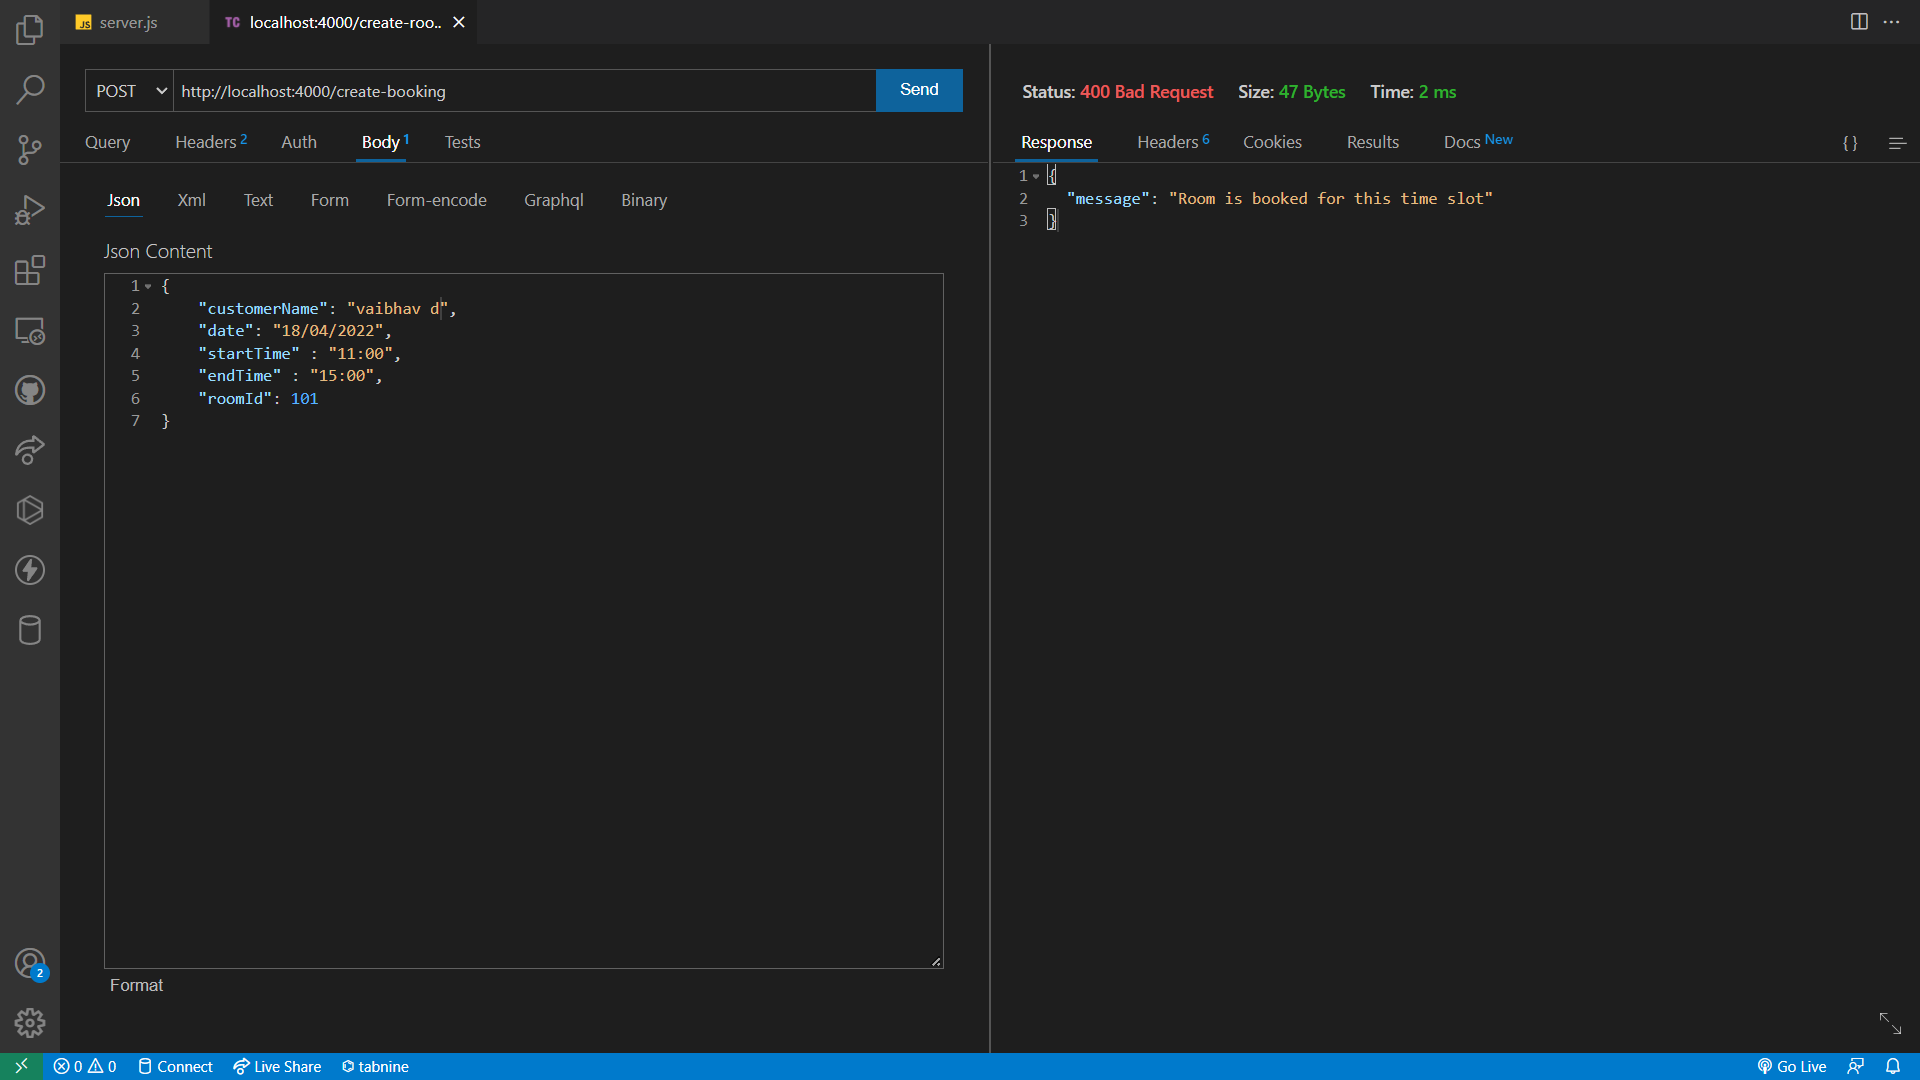 server.js
TC localhost:4000/create-roo..
POST http://localhost:4000/create-booking Send
Query Headers 2 Auth Body 1 Tests
Json Xml Text Form Form-encode Graphql Binary
Json Content
1 {
2 "customerName": "vaibhav d",
3 "date": "18/04/2022",
4 "startTime" : "11:00",
5 "endTime" : "15:00",
6 "roomId": 101
7 }
Format
Status: 400 Bad Request Size: 47 Bytes Time: 2 ms
Response Headers 6 Cookies Results Docs New { }
1 {
2 "message": "Room is booked for this time slot"
3 }
2
0 0 Connect Live Share tabnine Go Live